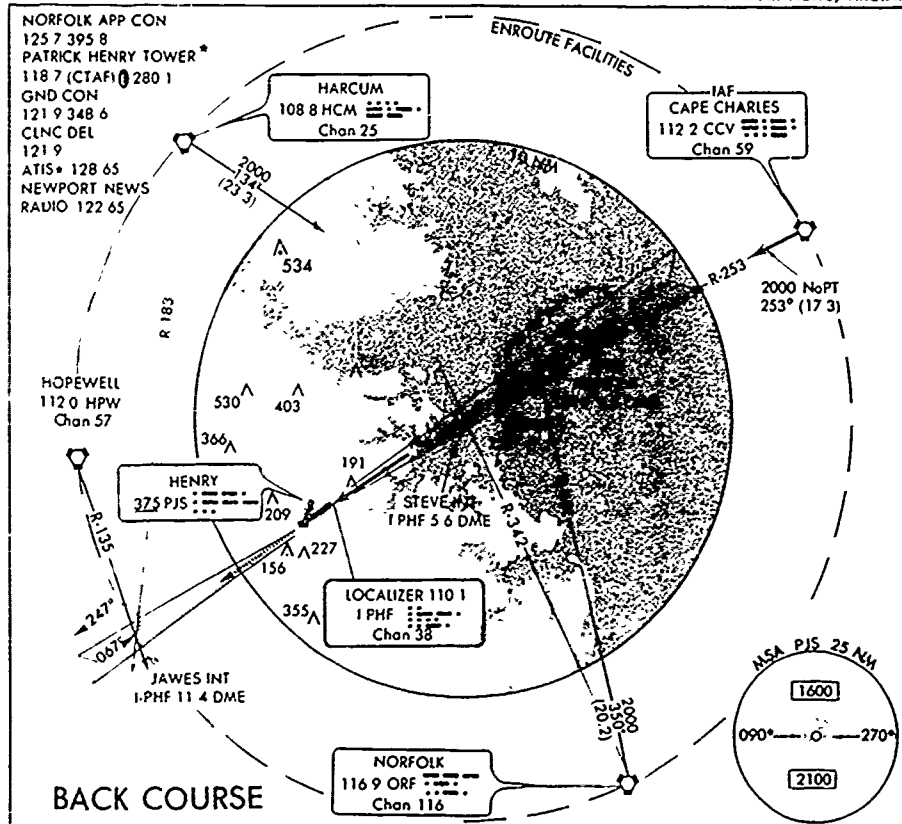 NORFOLK APP CON
125 7 395 8
PATRICK HENRY TOWER*
118 7 (CTAF) 280 1
GND CON
121 9 348 6
CLNC DEL
121 9
ATIS* 128 65
NEWPORT NEWS
RADIO 122 65
ENROUTE FACILITIES
HARCUM
108 8 HCM
Chan 25
IAF
CAPE CHARLES
112 2 CCV
Chan 59
2000
134°
(23 3)
10 NM
R-253
2000 NoPT
253° (17 3)
534
R 183
HOPEWELL
112 0 HPW
Chan 57
530
403
366
191
HENRY
375 PJS
209
STEVE INT
I PHF 5 6 DME
R-342
R-135
156
227
LOCALIZER 110 1
I PHF
Chan 38
355
247°
067°
JAWES INT
I-PHF 11 4 DME
2000
350°
(20.2)
MSA PJS 25 NM
1600
090°
270°
2100
NORFOLK
116 9 ORF
Chan 116
BACK COURSE